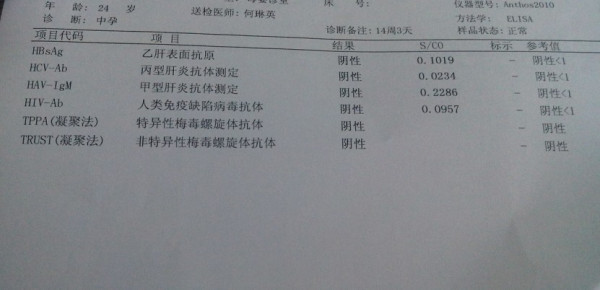 床 号: 仪器型号: Anthos2010
年 龄: 24 岁 送检医师: 何琳英 方法学: ELISA
诊 断: 中孕 诊断备注: 14周3天 样品状态: 正常
项目代码 项 目 结果 S/CO 标示 参考值
HBsAg 乙肝表面抗原 阴性 0.1019 — 阴性<1
HCV-Ab 丙型肝炎抗体测定 阴性 0.0234 — 阴性<1
HAV-IgM 甲型肝炎抗体测定 阴性 0.2286 — 阴性<1
HIV-Ab 人类免疫缺陷病毒抗体 阴性 0.0957 — 阴性<1
TPPA(凝聚法) 特异性梅毒螺旋体抗体 阴性 — 阴性
TRUST(凝聚法) 非特异性梅毒螺旋体抗体 阴性 — 阴性